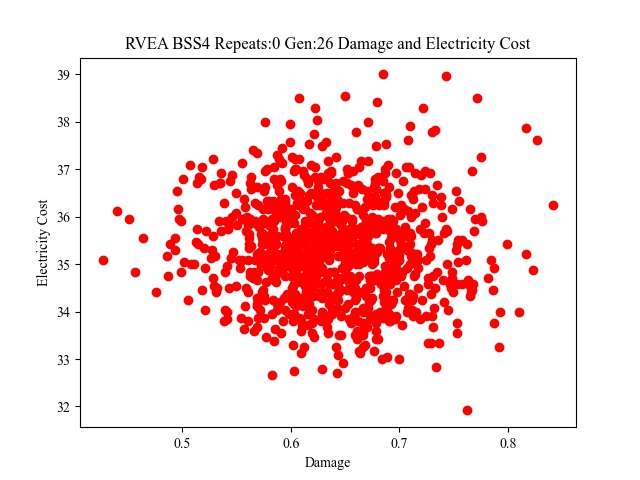 RVEA BSS4 Repeats:0 Gen:26 Damage and Electricity Cost
39
38
37
36
35
34
33
32
Electricity Cost
0.5 0.6 0.7 0.8
Damage